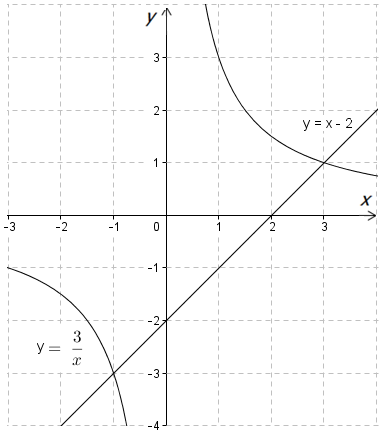 y
3
2
y = x - 2
1
x
-3 -2 -1 0 1 2 3
-1
-2
y = 3/x
-3
-4